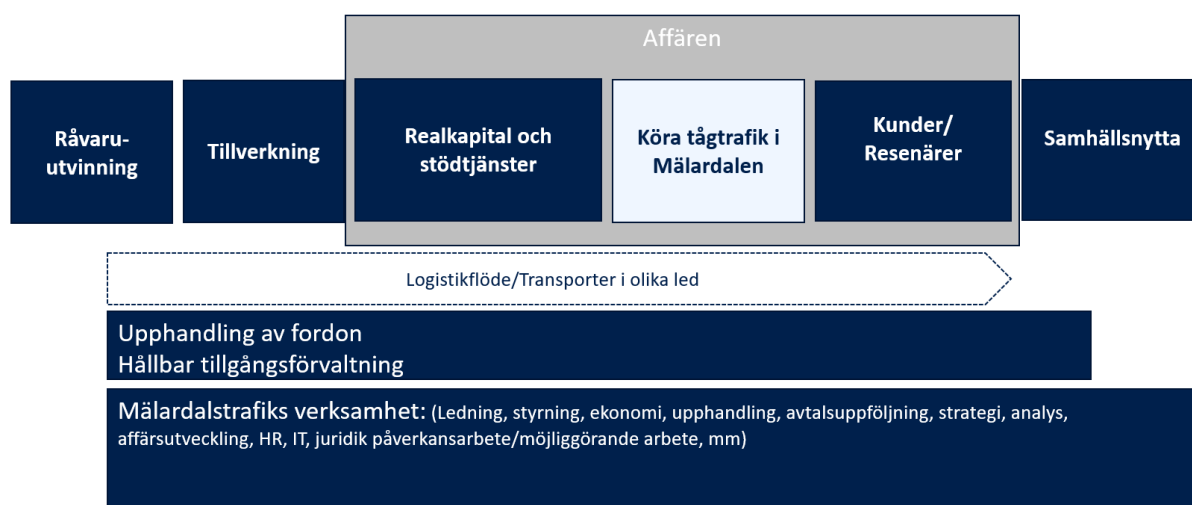 Affären
Råvaru-
utvinning
Tillverkning
Realkapital och
stödtjänster
Köra tågtrafik i
Mälardalen
Kunder/
Resenärer
Samhällsnytta
Logistikflöde/Transporter i olika led
Upphandling av fordon
Hållbar tillgångsförvaltning
Mälardalstrafiks verksamhet: (Ledning, styrning, ekonomi, upphandling, avtalsuppföljning, strategi, analys,
affärsutveckling, HR, IT, juridik påverkansarbete/möjliggörande arbete, mm)